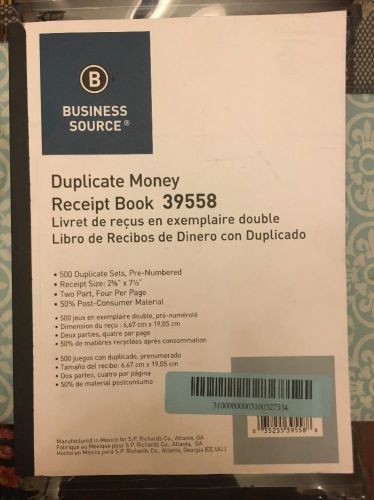 B
BUSINESS
SOURCE®
Duplicate Money
Receipt Book 39558
Livret de reçus en exemplaire double
Libro de Recibos de Dinero con Duplicado
• 500 Duplicate Sets, Pre-Numbered
• Receipt Size: 2⅝" x 7½"
• Two Part, Four Per Page
• 50% Post-Consumer Material
• 500 jeux en exemplaire double, pré-numéroté
• Dimension du reçu : 6,67 cm x 19,05 cm
• Deux parties, quatre par page
• 50% de matières recyclées après consommation
• 500 juegos con duplicado, prenumerado
• Tamaño del recibo: 6,67 cm x 19,05 cm
• Dos partes, cuatro por página
• 50% de material postconsumo
3100000003100327534
0 35255 39558 8
Manufactured in Mexico for S.P. Richards Co., Atlanta, GA
Fabrique au Mexique pour S.P. Richards Co., Atlanta, GA
Hecho en México para S.P. Richards Co., Atlanta, Georgia (EE.UU.)